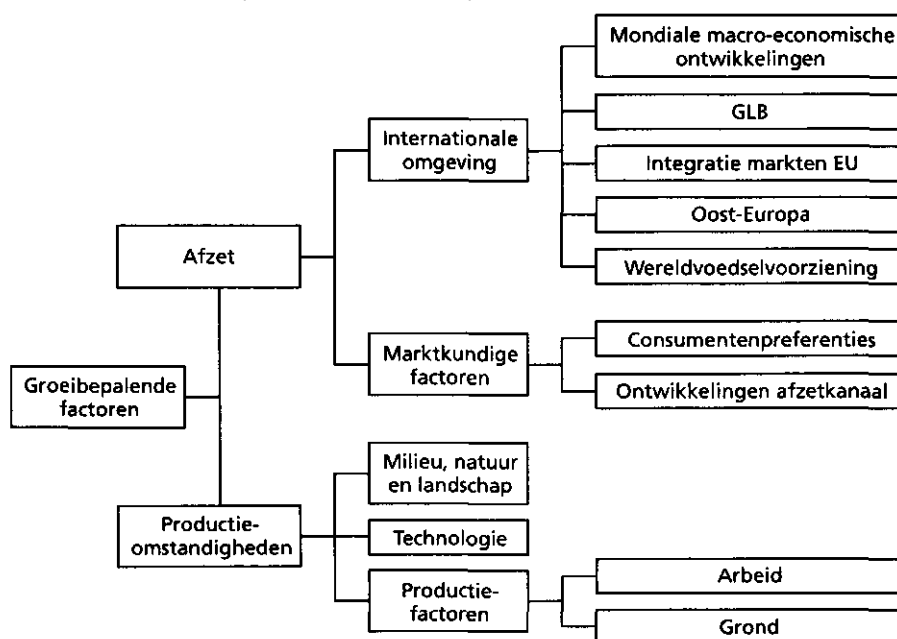 Mondiale macro-economische
ontwikkelingen
GLB
Internationale
omgeving
Integratie markten EU
Oost-Europa
Afzet
Wereldvoedselvoorziening
Consumentenpreferenties
Marktkundige
factoren
Ontwikkelingen afzetkanaal
Groeibepalende
factoren
Milieu, natuur
en landschap
Productie-
omstandigheden
Technologie
Productie-
factoren
Arbeid
Grond